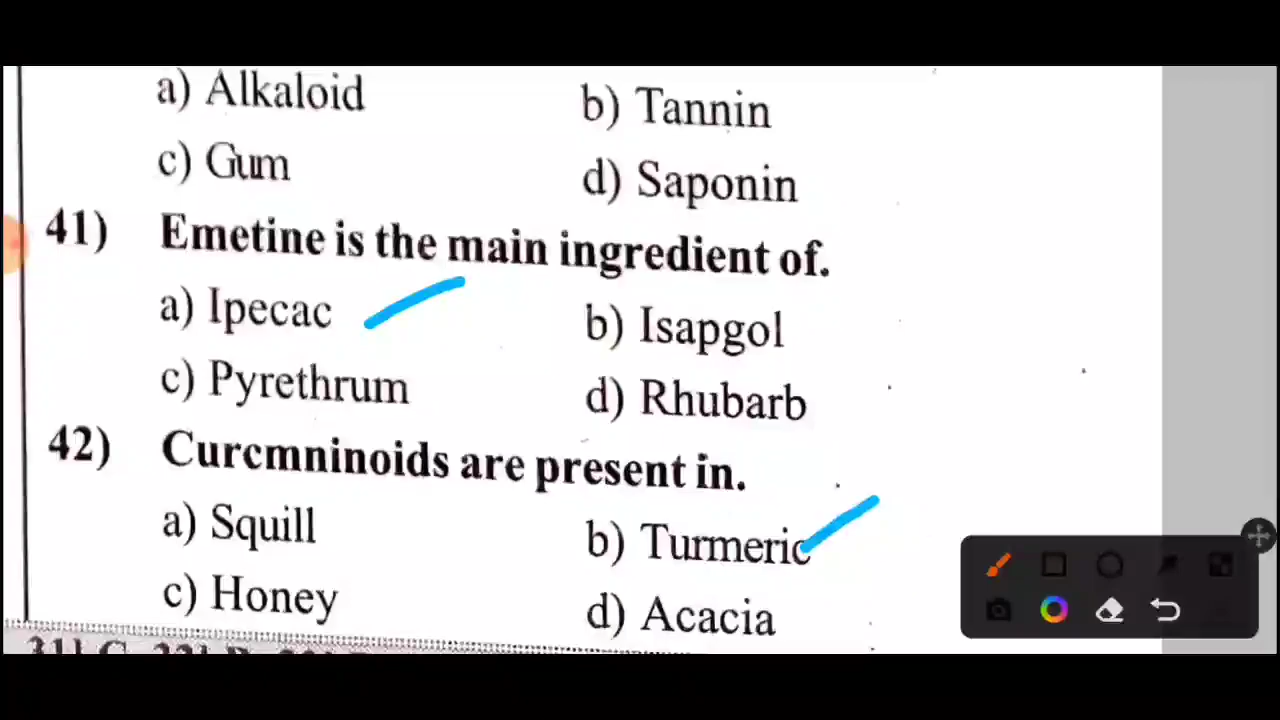 a) Alkaloid b) Tannin
c) Gum d) Saponin
41) Emetine is the main ingredient of.
a) Ipecac b) Isapgol
c) Pyrethrum d) Rhubarb
42) Curcmninoids are present in.
a) Squill b) Turmeric
c) Honey d) Acacia